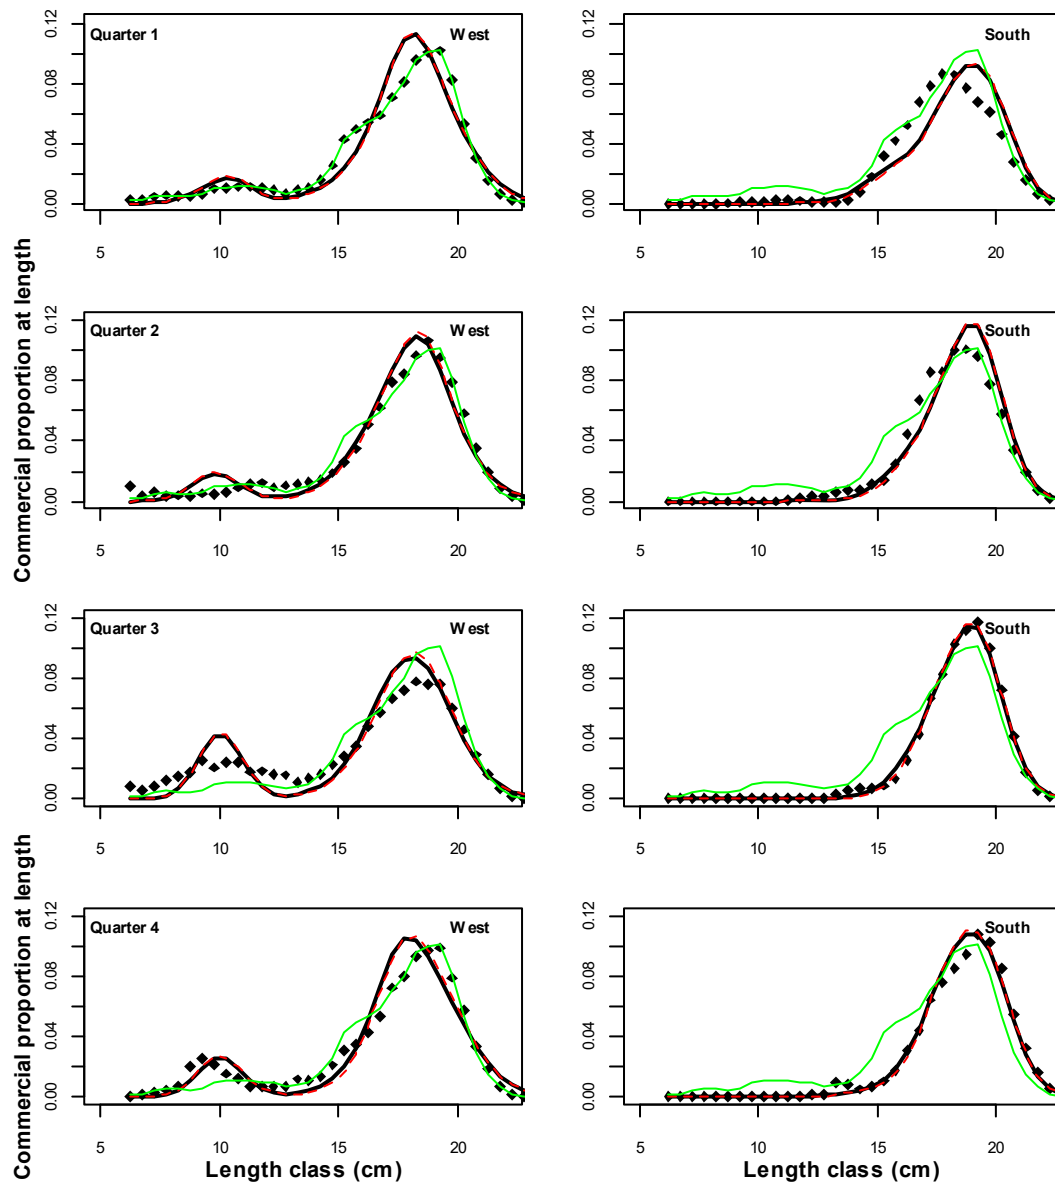 Quarter 1 West
0.00 0.04 0.08 0.12
5 10 15 20
South
0.00 0.04 0.08 0.12
5 10 15 20
Commercial proportion at length
Quarter 2 West
0.00 0.04 0.08 0.12
5 10 15 20
South
0.00 0.04 0.08 0.12
5 10 15 20
Quarter 3 West
0.00 0.04 0.08 0.12
5 10 15 20
South
0.00 0.04 0.08 0.12
5 10 15 20
Commercial proportion at length
Quarter 4 West
0.00 0.04 0.08 0.12
5 10 15 20
Length class (cm)
South
0.00 0.04 0.08 0.12
5 10 15 20
Length class (cm)